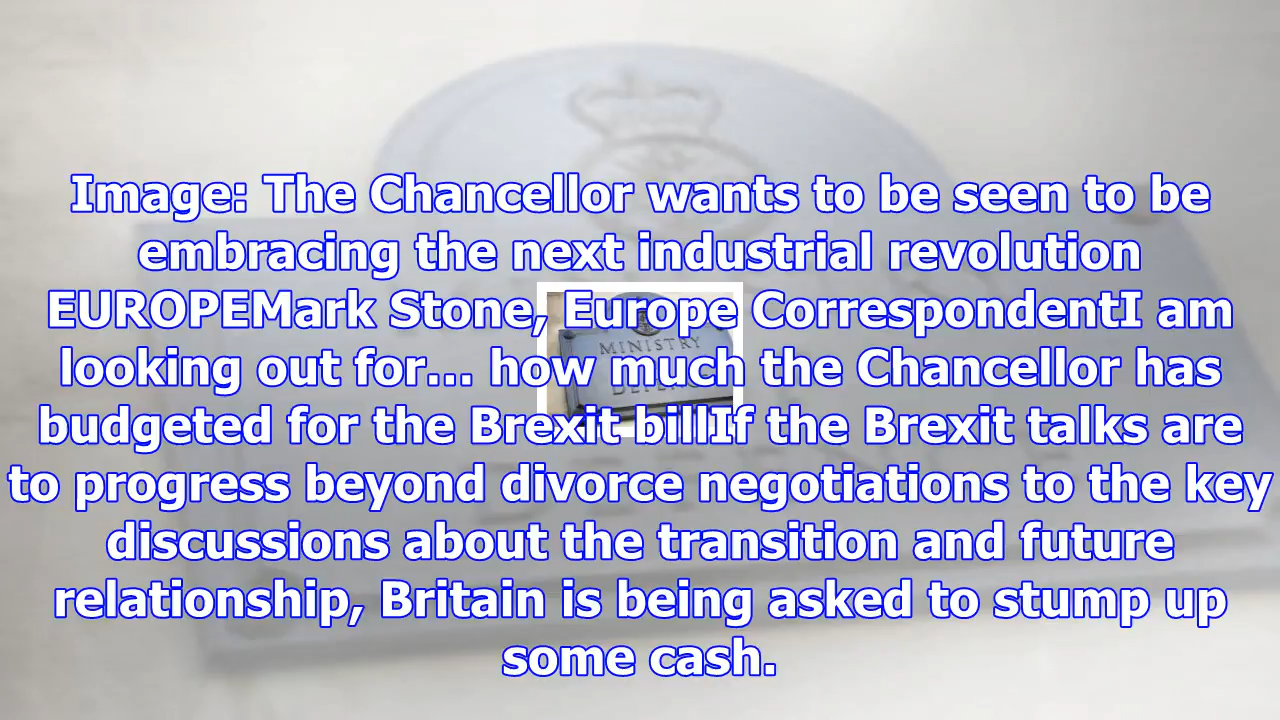 Image: The Chancellor wants to be seen to be
embracing the next industrial revolution
EUROPEMark Stone, Europe CorrespondentI am
looking out for... how much the Chancellor has
budgeted for the Brexit billIf the Brexit talks are
to progress beyond divorce negotiations to the key
discussions about the transition and future
relationship, Britain is being asked to stump up
some cash.
MINISTRY